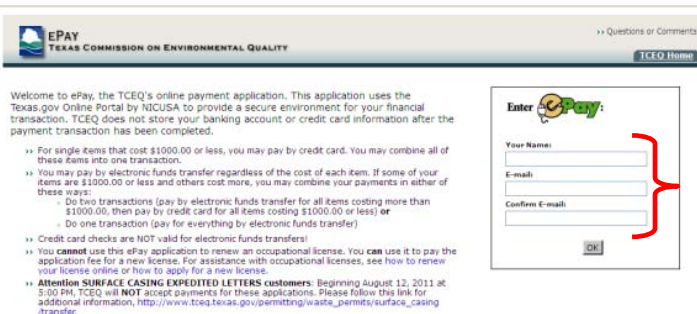 ePAY
TEXAS COMMISSION ON ENVIRONMENTAL QUALITY
›› Questions or Comments
TCEQ Home
Welcome to ePay, the TCEQ's online payment application. This application uses the
Texas.gov Online Portal by NICUSA to provide a secure environment for your financial
transaction. TCEQ does not store your banking account or credit card information after the
payment transaction has been completed.
›› For single items that cost $1000.00 or less, you may pay by credit card. You may combine all of
these items into one transaction.
›› You may pay by electronic funds transfer regardless of the cost of each item. If some of your
items are $1000.00 or less and others cost more, you may combine your payments in either of
these ways:
◦ Do two transactions (pay by electronic funds transfer for all items costing more than
$1000.00, then pay by credit card for all items costing $1000.00 or less) or
◦ Do one transaction (pay for everything by electronic funds transfer)
›› Credit card checks are NOT valid for electronic funds transfers!
›› You cannot use this ePay application to renew an occupational license. You can use it to pay the
application fee for a new license. For assistance with occupational licenses, see how to renew
your license online or how to apply for a new license.
›› Attention SURFACE CASING EXPEDITED LETTERS customers: Beginning August 12, 2011 at
5:00 PM, TCEQ will NOT accept payments for these applications. Please follow this link for
additional information, http://www.tceq.texas.gov/permitting/waste_permits/surface_casing
/transfer.
Enter ePay:
Your Name:
E-mail:
Confirm E-mail:
OK